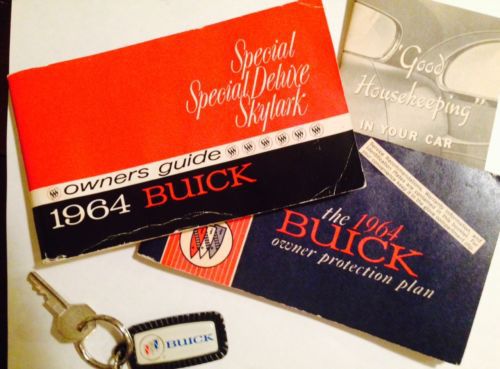 Special
Special Deluxe
Skylark
owners guide
1964 BUICK
"Good
Housekeeping"
IN YOUR CAR
the 1964
BUICK
owner protection plan
BUICK